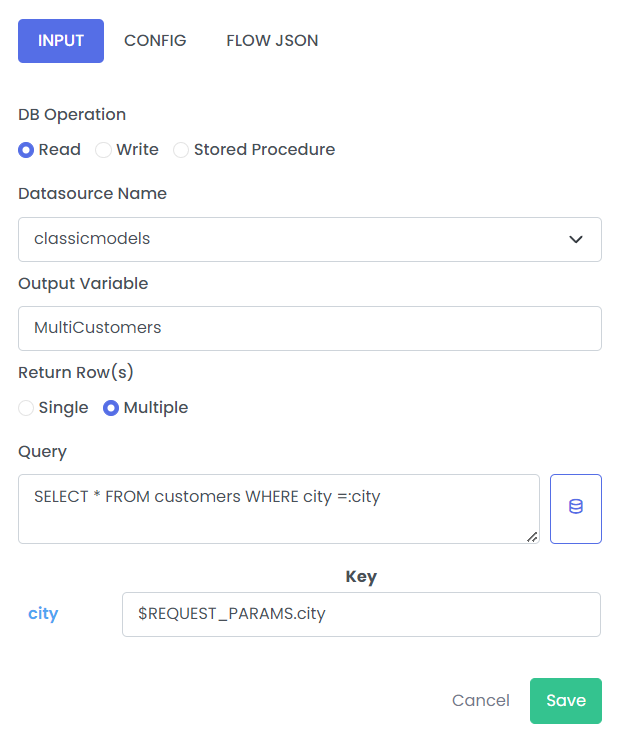 INPUT CONFIG FLOW JSON
DB Operation
Read Write Stored Procedure
Datasource Name
classicmodels
Output Variable
MultiCustomers
Return Row(s)
Single Multiple
Query
SELECT * FROM customers WHERE city =:city
Key
city $REQUEST_PARAMS.city
Cancel Save